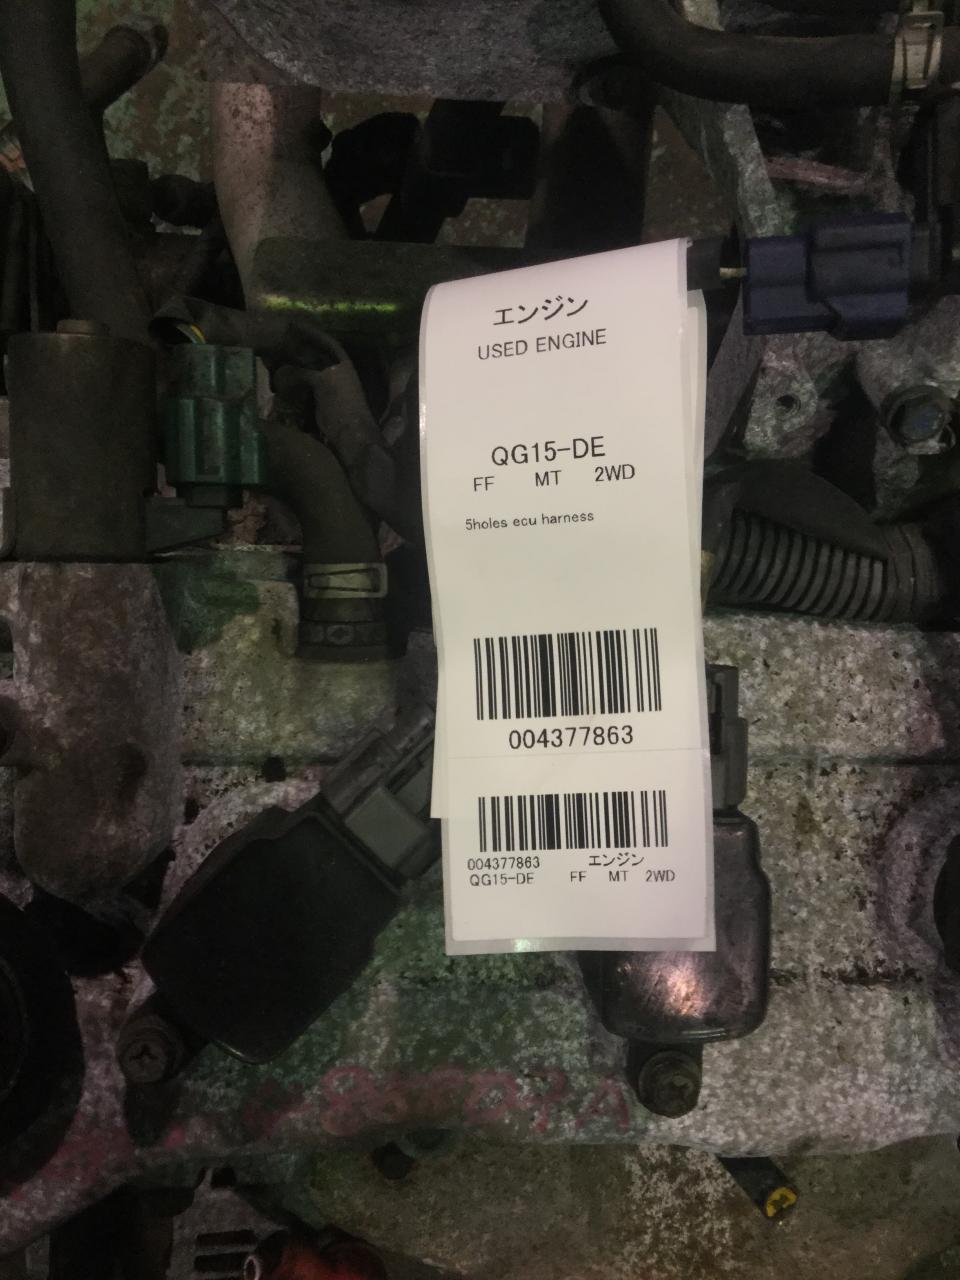 エンジン
USED ENGINE
QG15-DE
FF MT 2WD
5holes ecu harness
004377863
004377863 エンジン
QG15-DE FF MT 2WD